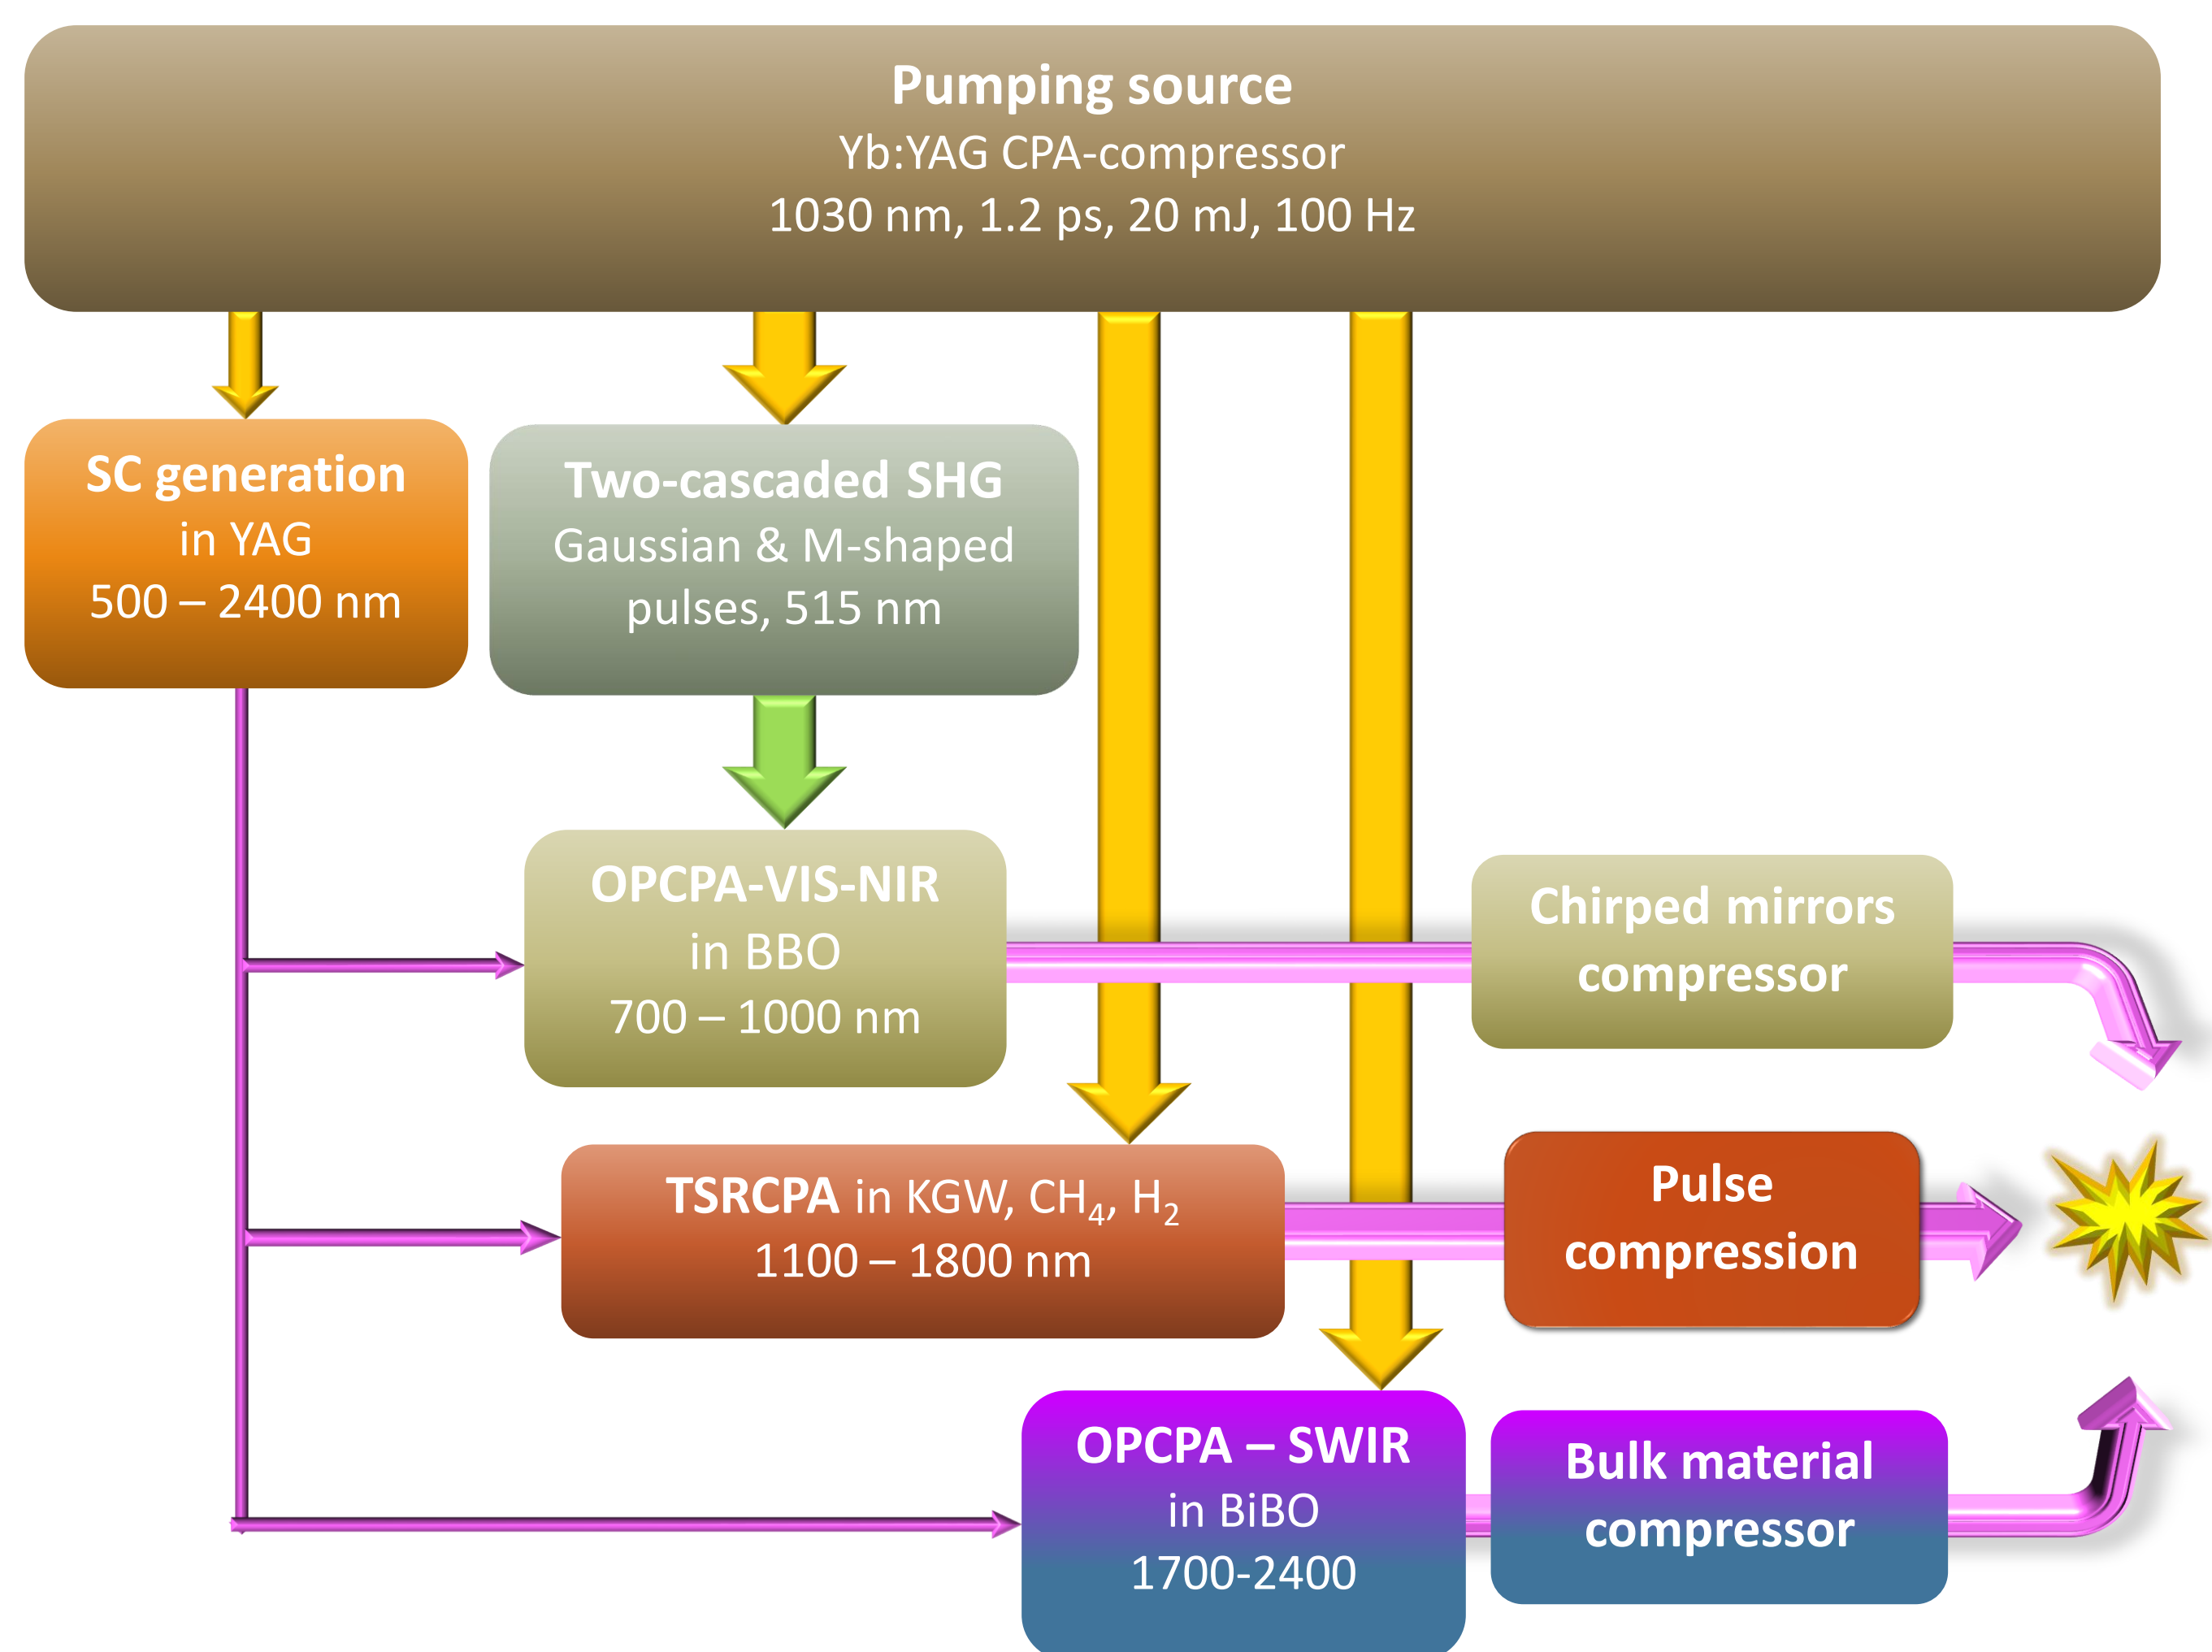 Pumping source
Yb:YAG CPA-compressor
1030 nm, 1.2 ps, 20 mJ, 100 Hz
SC generation
in YAG
500 – 2400 nm
Two-cascaded SHG
Gaussian & M-shaped
pulses, 515 nm
OPCPA-VIS-NIR
in BBO
700 – 1000 nm
Chirped mirrors
compressor
TSRCPA in KGW, CH4, H2
1100 – 1800 nm
Pulse
compression
OPCPA – SWIR
in BiBO
1700-2400
Bulk material
compressor